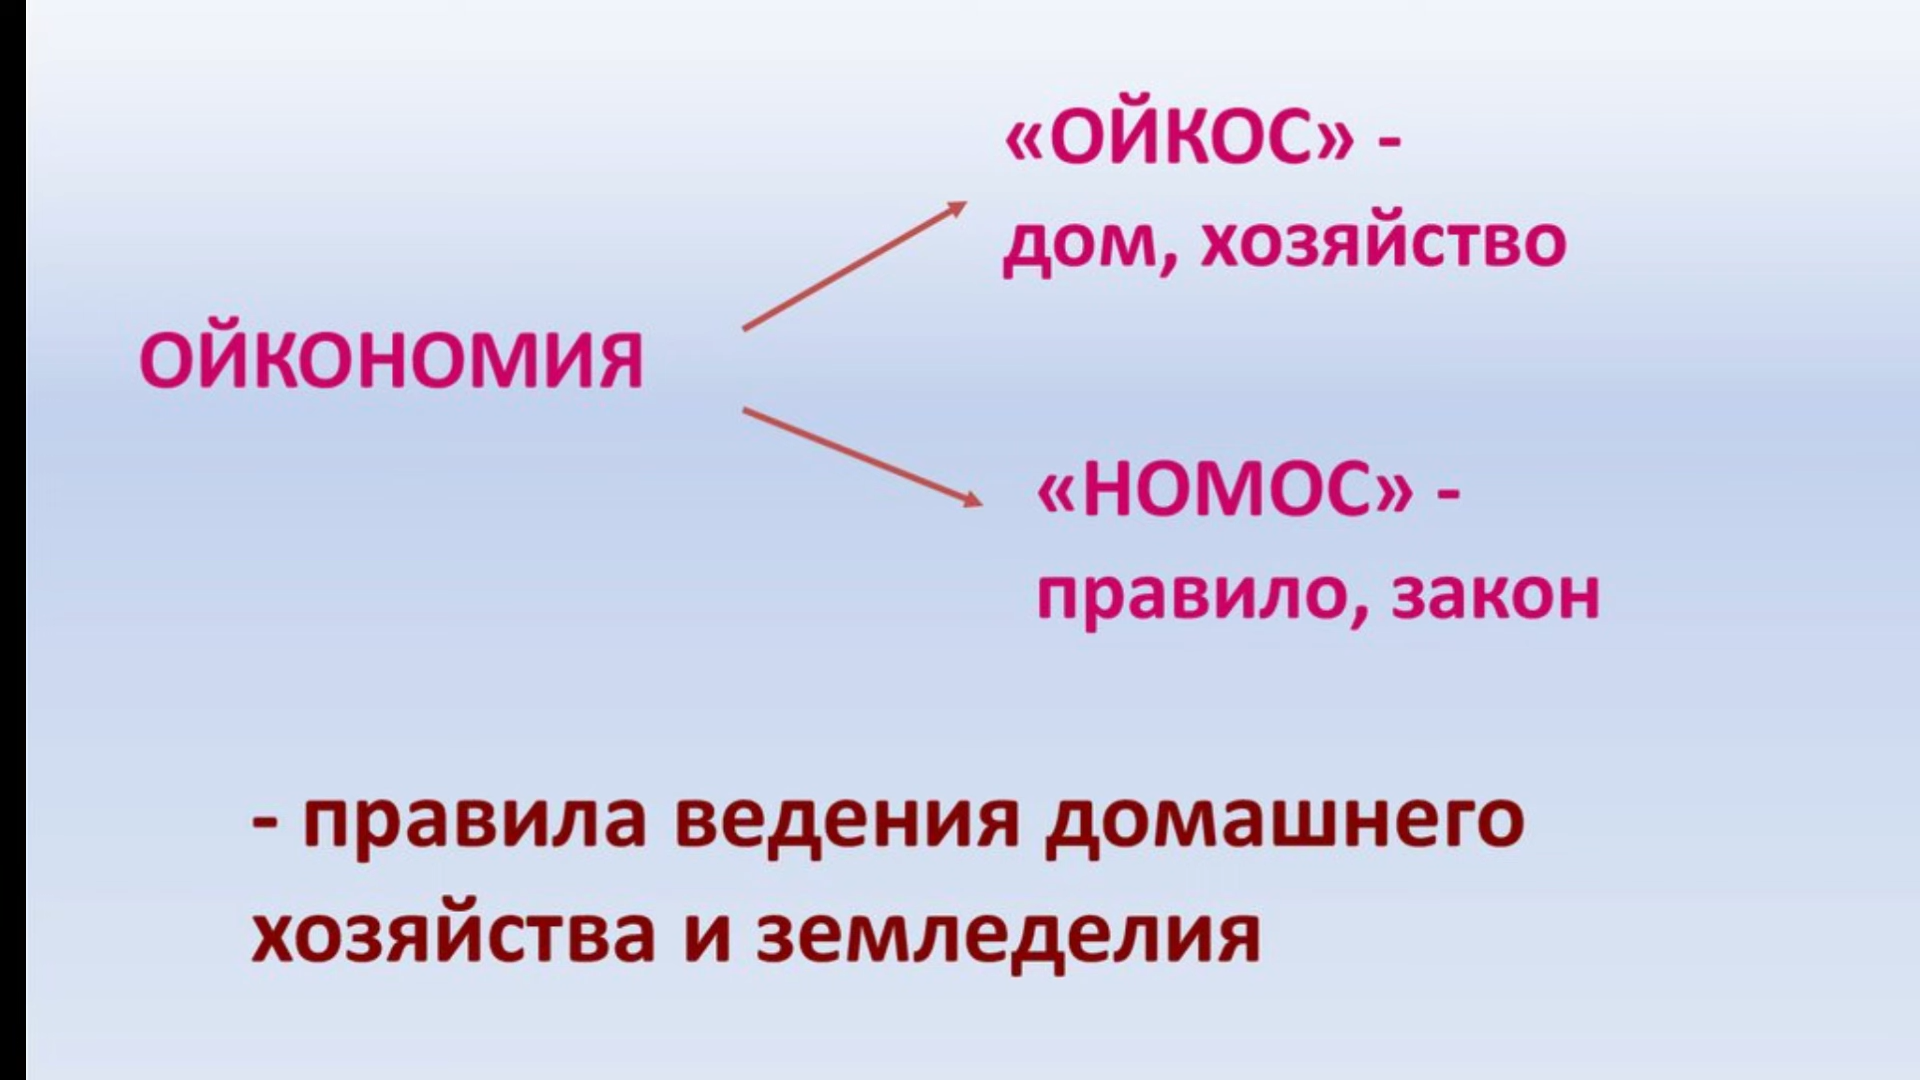 «ОЙКОС» -
дом, хозяйство
ОЙКОНОМИЯ
«НОМОС» -
правило, закон
- правила ведения домашнего
хозяйства и земледелия